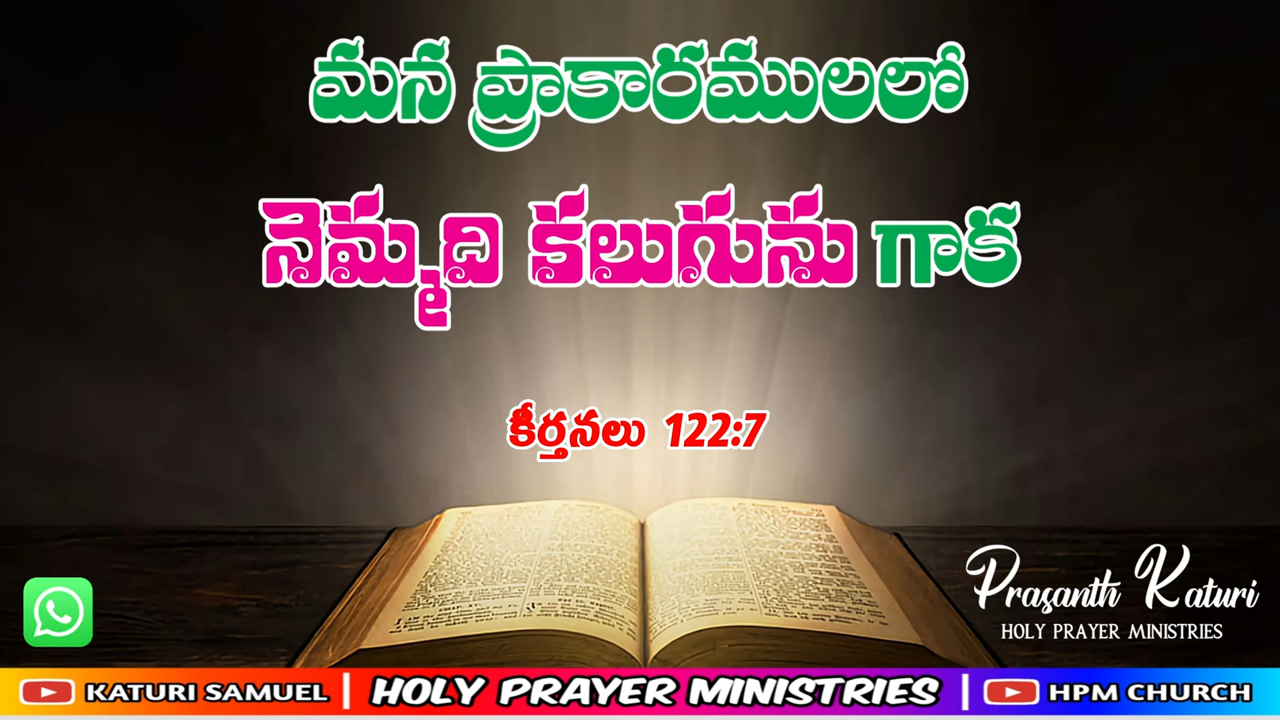 మన ప్రాకారములలో
నెమ్మది కలుగును గాక
కీర్తనలు 122:7
Prasanth Katuri
HOLY PRAYER MINISTRIES
KATURI SAMUEL | HOLY PRAYER MINISTRIES | HPM CHURCH